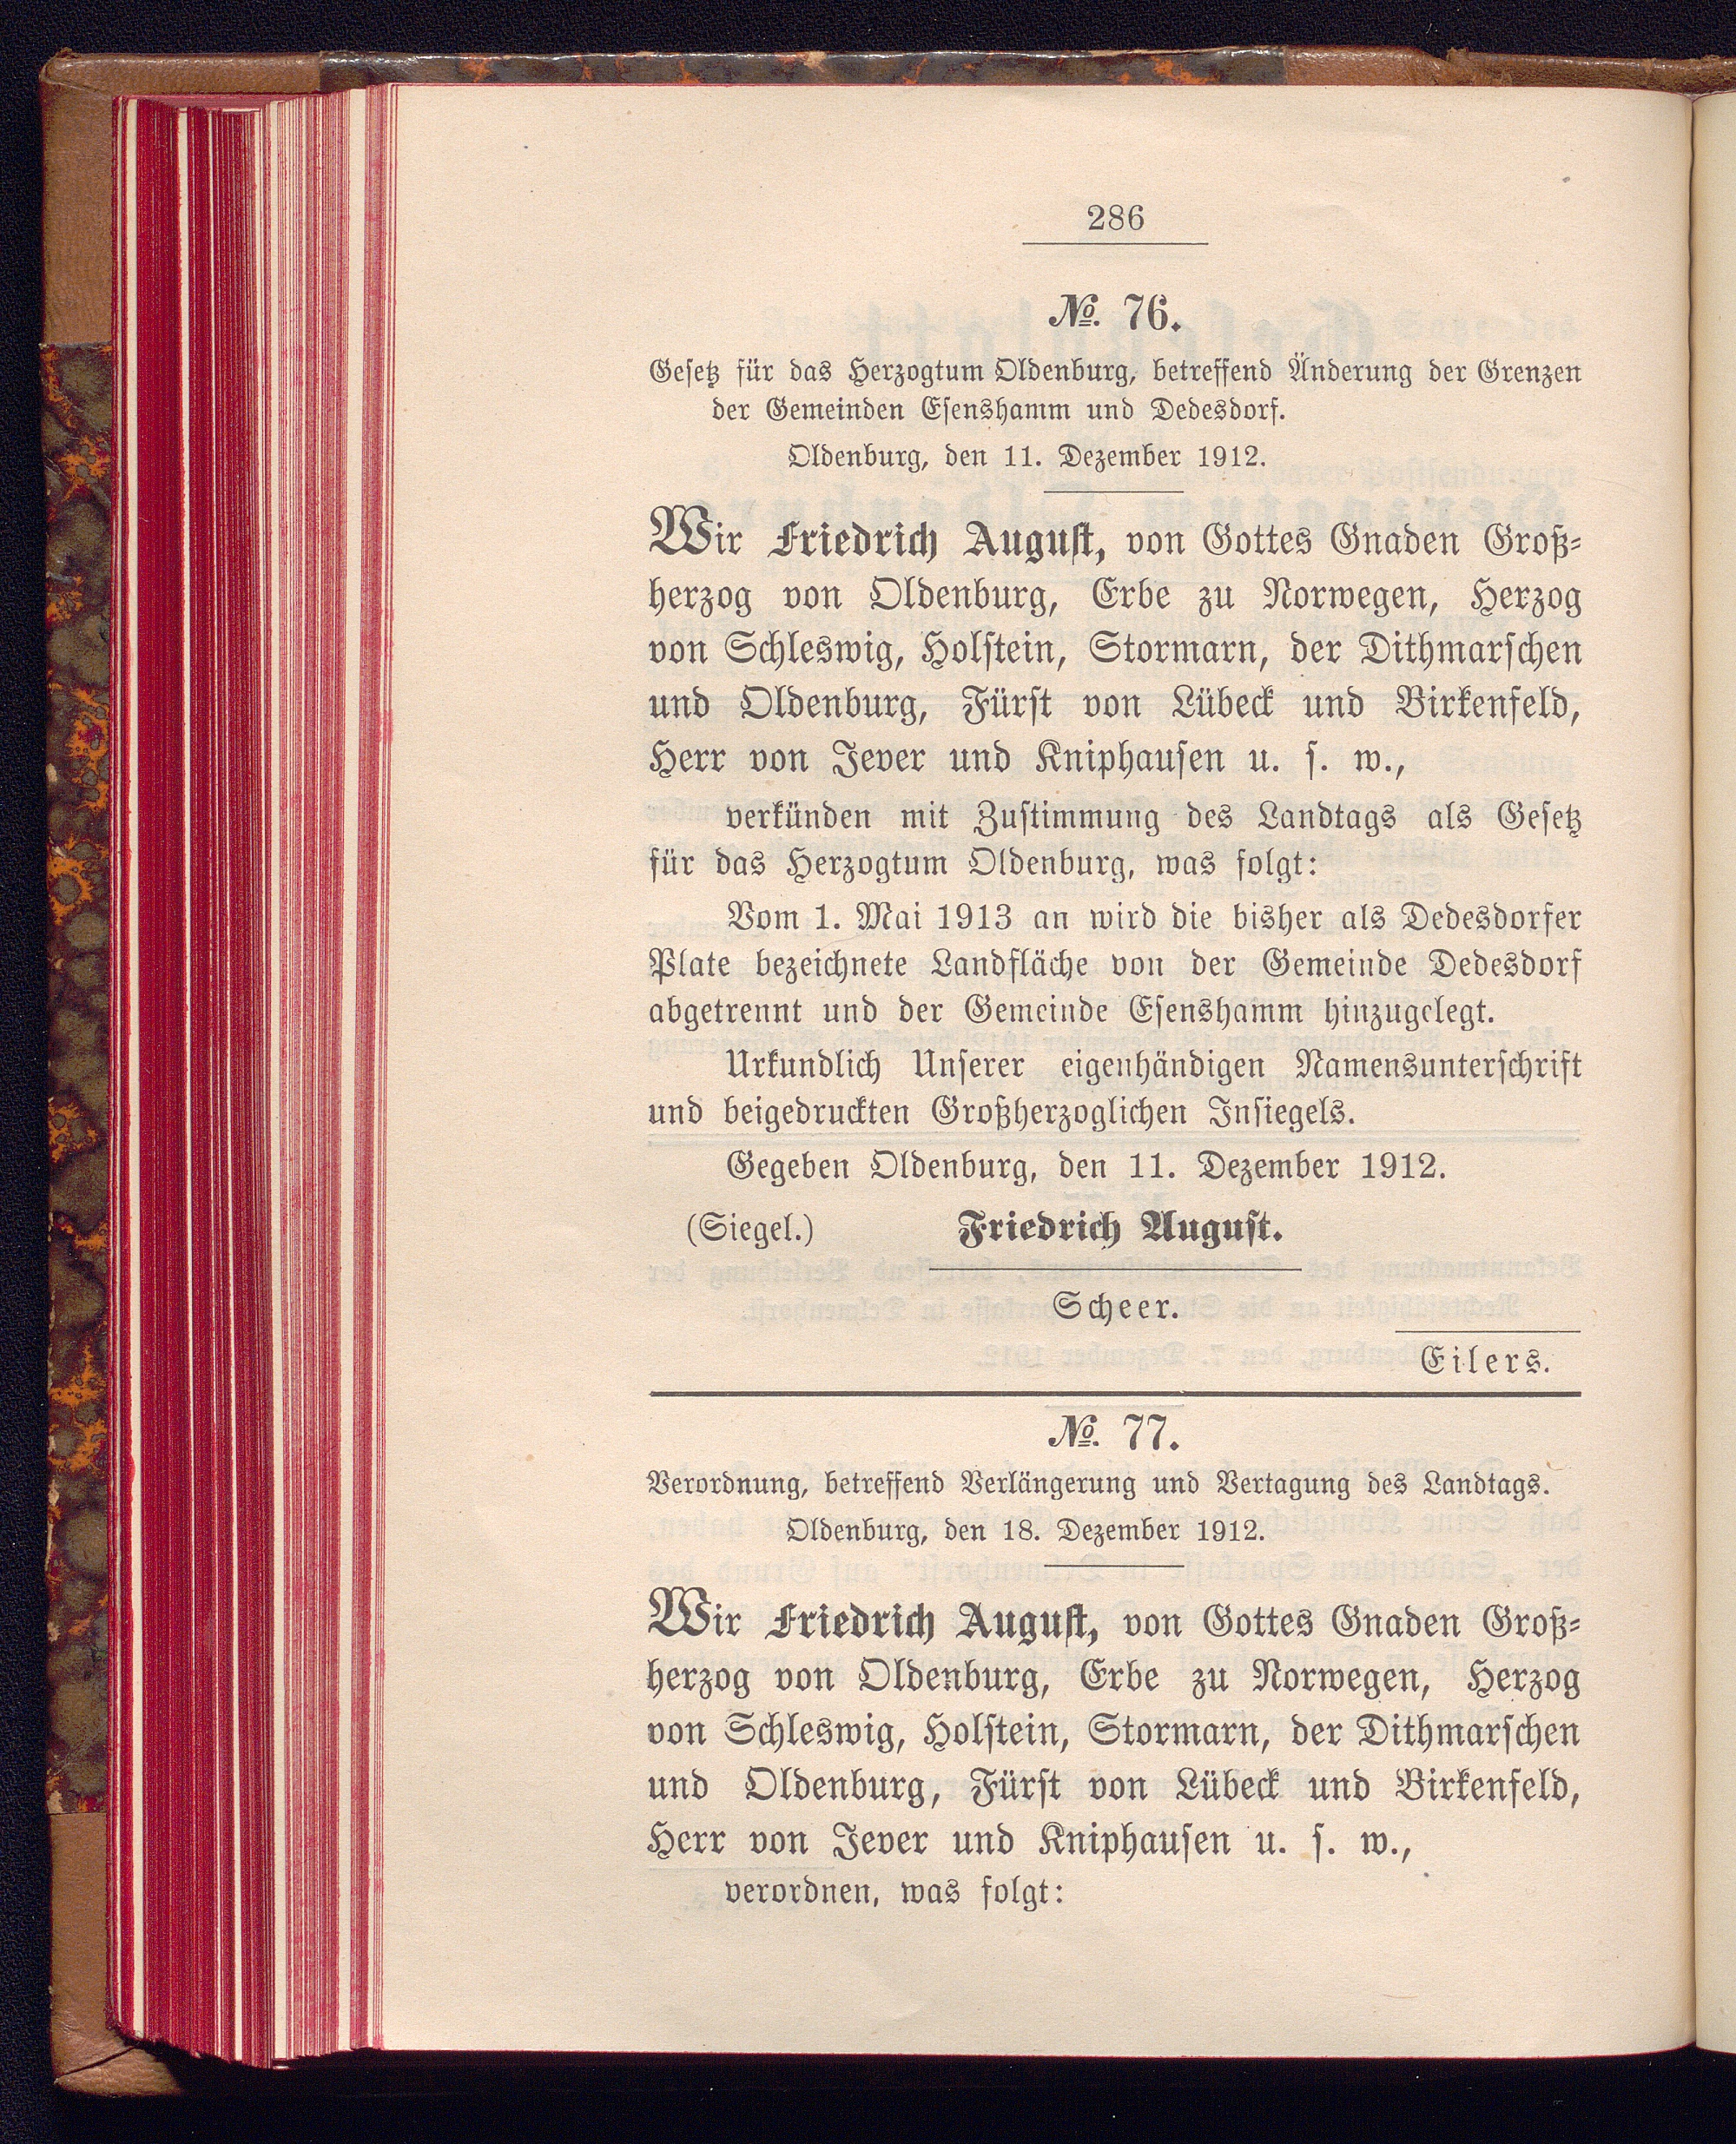 286
No. 76.
Gesetz für das Herzogtum Oldenburg, betreffend Änderung der Grenzen
der Gemeinden Esenshamm und Dedesdorf.
Oldenburg, den 11. Dezember 1912.
Wir Friedrich August, von Gottes Gnaden Groß-
herzog von Oldenburg, Erbe zu Norwegen, Herzog
von Schleswig, Holstein, Stormarn, der Dithmarschen
und Oldenburg, Fürst von Lübeck und Birkenfeld,
Herr von Jever und Kniphausen u. s. w.,
verkünden mit Zustimmung des Landtags als Gesetz
für das Herzogtum Oldenburg, was folgt:
Vom 1. Mai 1913 an wird die bisher als Dedesdorfer
Plate bezeichnete Landfläche von der Gemeinde Dedesdorf
abgetrennt und der Gemeinde Esenshamm hinzugelegt.
Urkundlich Unserer eigenhändigen Namensunterschrift
und beigedruckten Großherzoglichen Insiegels.
Gegeben Oldenburg, den 11. Dezember 1912.
(Siegel.) Friedrich August.
Scheer.
Eilers.
No. 77.
Verordnung, betreffend Verlängerung und Vertagung des Landtags.
Oldenburg, den 18. Dezember 1912.
Wir Friedrich August, von Gottes Gnaden Groß-
herzog von Oldenburg, Erbe zu Norwegen, Herzog
von Schleswig, Holstein, Stormarn, der Dithmarschen
und Oldenburg, Fürst von Lübeck und Birkenfeld,
Herr von Jever und Kniphausen u. s. w.,
verordnen, was folgt: